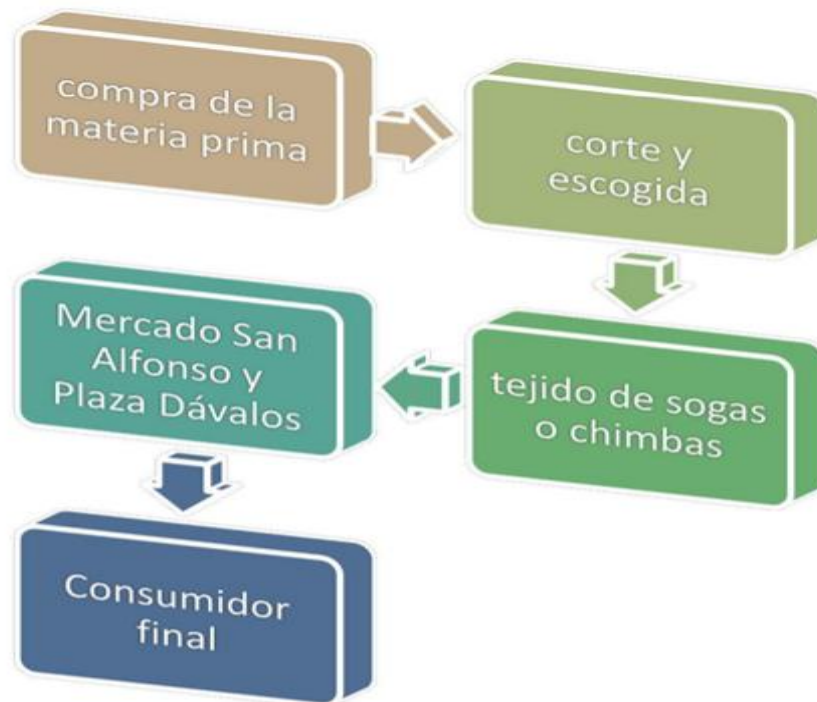 compra de la
materia prima
corte y
escogida
tejido de sogas
o chimbas
Mercado San
Alfonso y
Plaza Dávalos
Consumidor
final